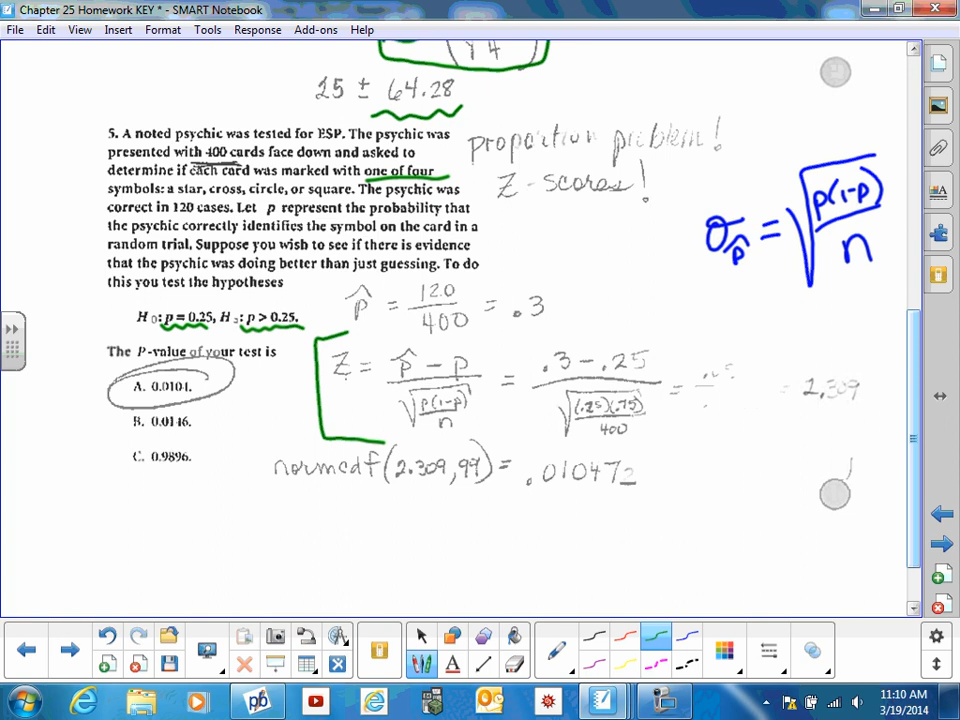 Chapter 25 Homework KEY * - SMART Notebook
File Edit View Insert Format Tools Response Add-ons Help
25 ± 64.28
5. A noted psychic was tested for ESP. The psychic was
presented with 400 cards face down and asked to
determine if each card was marked with one of four
symbols: a star, cross, circle, or square. The psychic was
correct in 120 cases. Let p represent the probability that
the psychic correctly identifies the symbol on the card in a
random trial. Suppose you wish to see if there is evidence
that the psychic was doing better than just guessing. To do
this you test the hypotheses
proportion problem!
Z-scores!
σp̂ = √p(1-p)/n
p̂ = 120/400 = .3
H0: p = 0.25, Ha: p > 0.25.
The P-value of your test is
Z = p̂ - p / √p(1-p)/n = .3 - .25 / √(.25)(.75)/400 = .05 = 2.309
A. 0.0104.
B. 0.0146.
C. 0.9896.
normcdf(2.309, 99) = .010472
11:10 AM
3/19/2014